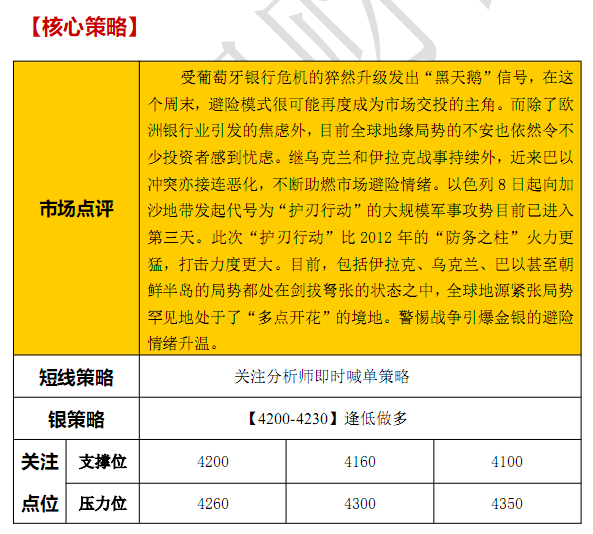 【核心策略】
受葡萄牙银行危机的猝然升级发出“黑天鹅”信号，在这
个周末，避险模式很可能再度成为市场交投的主角。而除了欧
洲银行业引发的焦虑外，目前全球地缘局势的不安也依然令不
少投资者感到忧虑。继乌克兰和伊拉克战事持续外，近来巴以
冲突亦接连恶化，不断助燃市场避险情绪。以色列 8 日起向加
沙地带发起代号为“护刃行动”的大规模军事攻势目前已进入
第三天。此次“护刃行动”比 2012 年的“防务之柱”火力更
猛，打击力度更大。目前，包括伊拉克、乌克兰、巴以甚至朝
鲜半岛的局势都处在剑拔弩张的状态之中，全球地源紧张局势
罕见地处于了“多点开花”的境地。警惕战争引爆金银的避险
情绪升温。
市场点评
短线策略 关注分析师即时喊单策略
银策略 【4200-4230】逢低做多
关注点位
支撑位 4200 4160 4100
压力位 4260 4300 4350